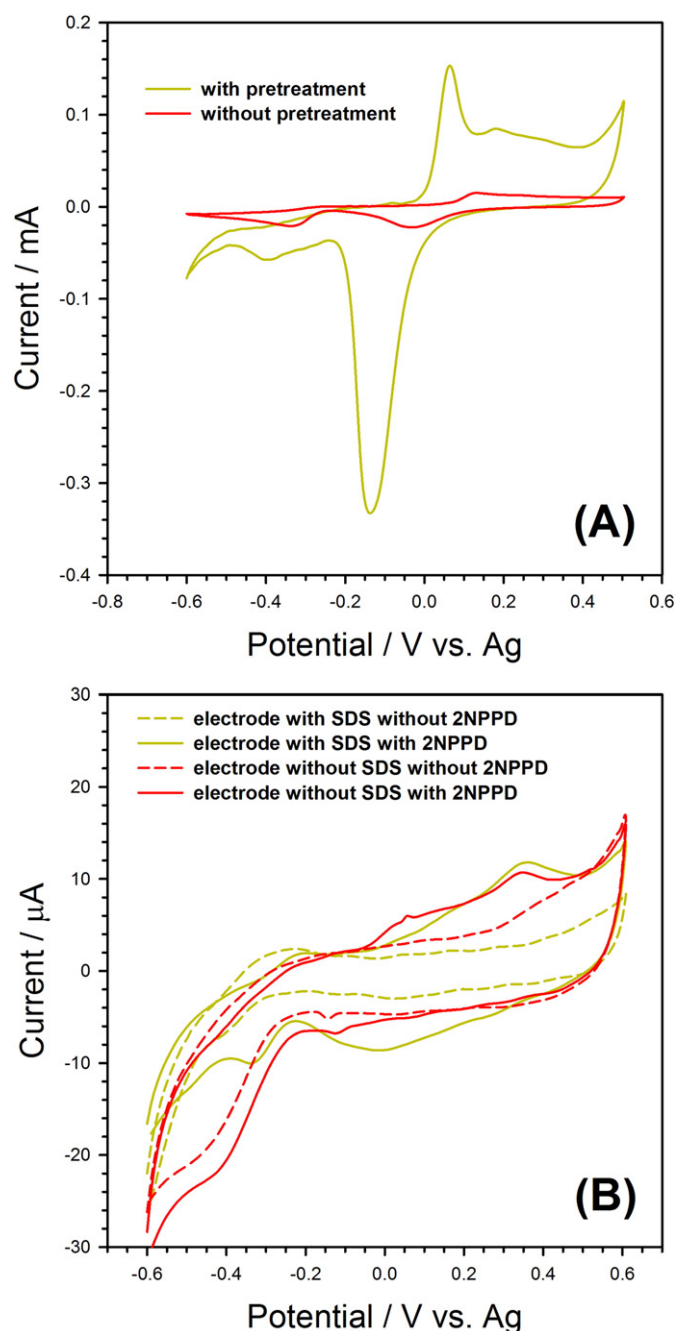 0.2
with pretreatment
without pretreatment
0.1
0.0
-0.1
-0.2
-0.3
-0.4
Current / mA
(A)
-0.8 -0.6 -0.4 -0.2 0.0 0.2 0.4 0.6
Potential / V vs. Ag
30
electrode with SDS without 2NPPD
electrode with SDS with 2NPPD
electrode without SDS without 2NPPD
electrode without SDS with 2NPPD
20
10
0
-10
-20
-30
Current / μA
(B)
-0.6 -0.4 -0.2 0.0 0.2 0.4 0.6
Potential / V vs. Ag